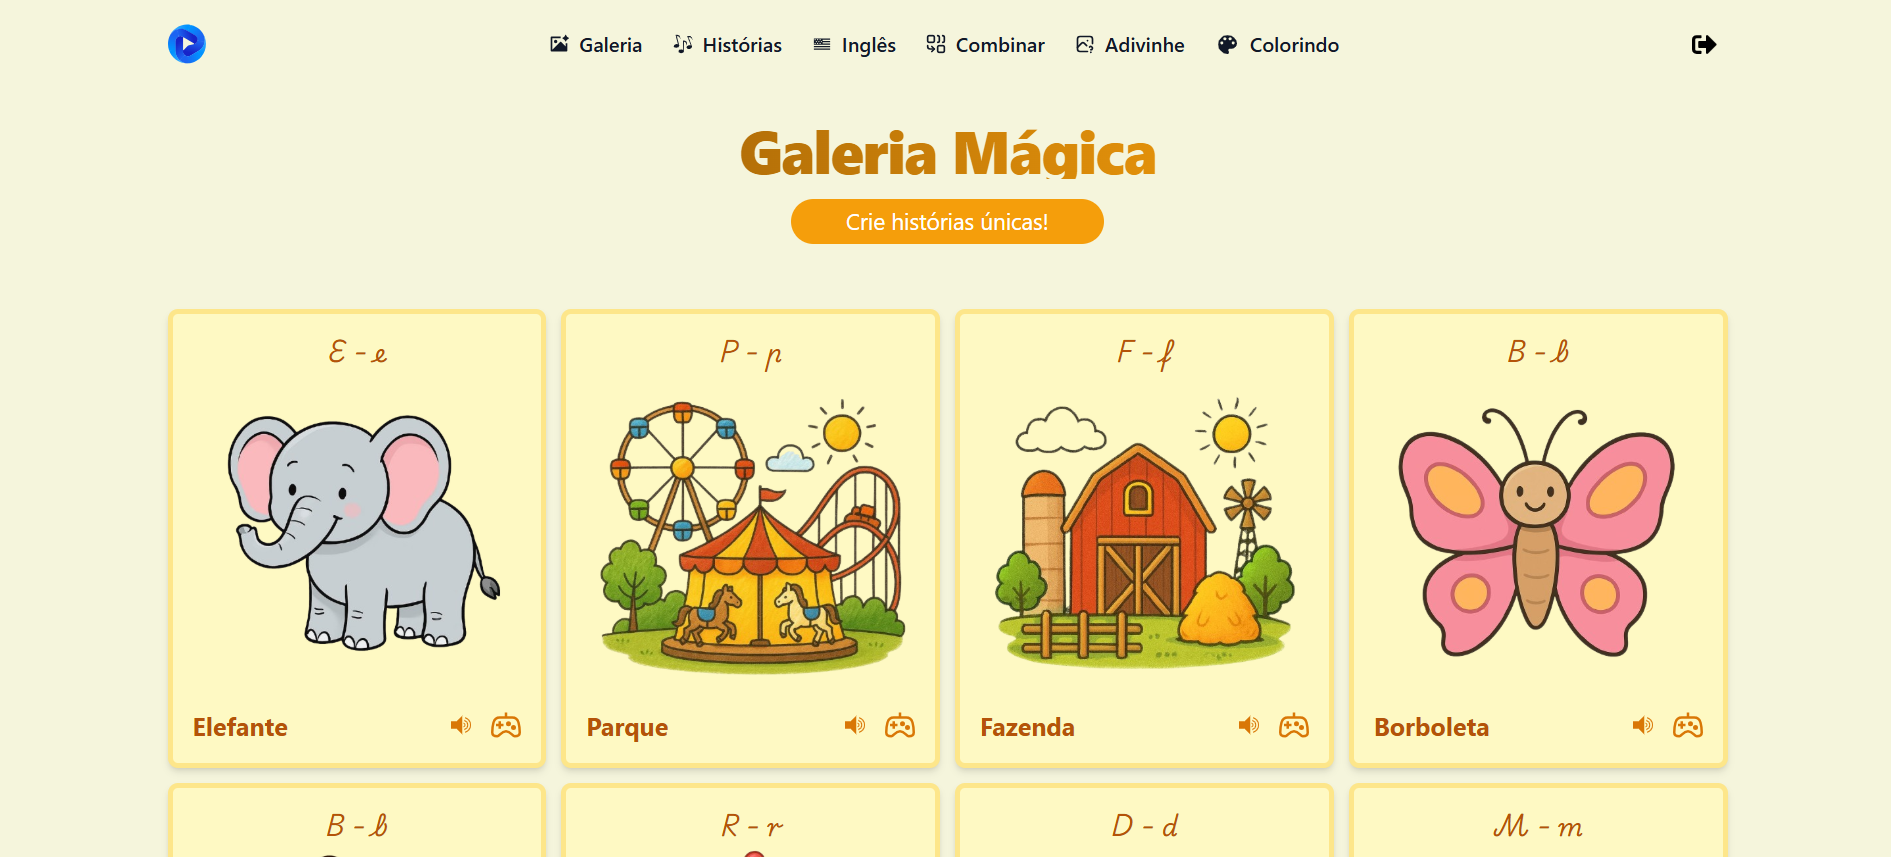 Galeria Histórias Inglês Combinar Adivinhe Colorindo
Galeria Mágica
Crie histórias únicas!
E - e P - p F - f B - b
Elefante Parque Fazenda Borboleta
B - b R - r D - d M - m